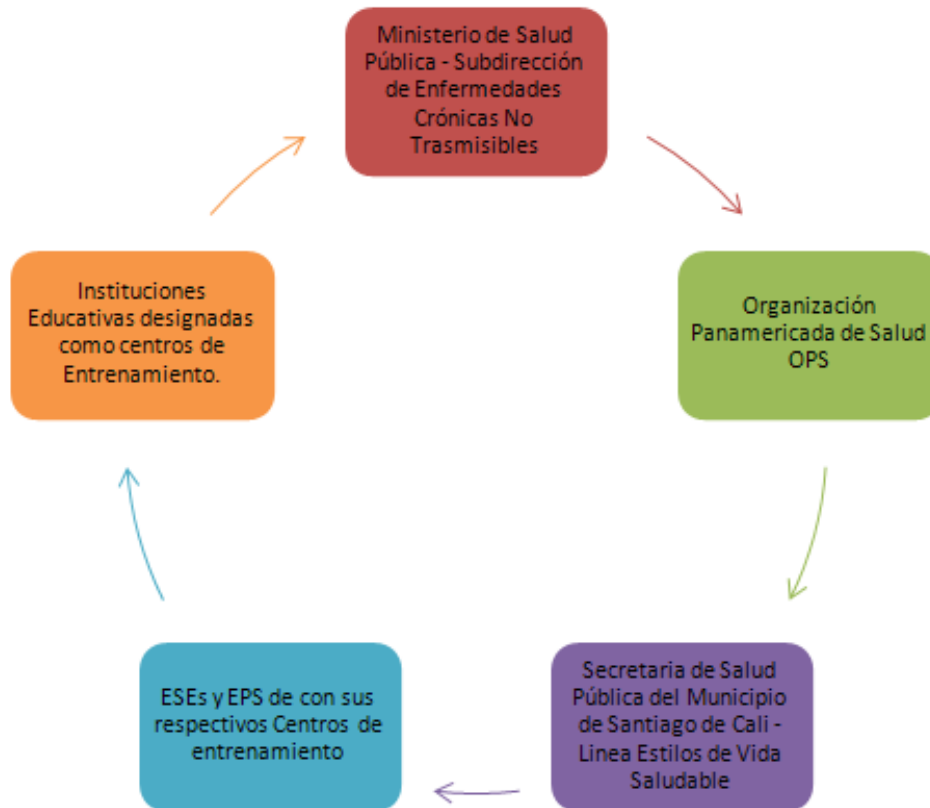 Ministerio de Salud
Pública - Subdirección
de Enfermedades
Crónicas No
Trasmisibles
Organización
Panamericada de Salud
OPS
Secretaria de Salud
Pública del Municipio
de Santiago de Cali -
Linea Estilos de Vida
Saludable
ESEs y EPS de con sus
respectivos Centros de
entrenamiento
Instituciones
Educativas designadas
como centros de
Entrenamiento.